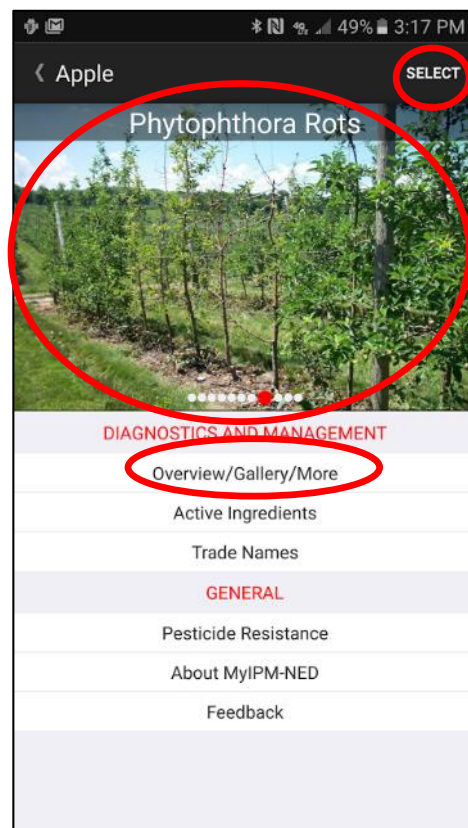 49% 3:17 PM
Apple
SELECT
Phytophthora Rots
DIAGNOSTICS AND MANAGEMENT
Overview/Gallery/More
Active Ingredients
Trade Names
GENERAL
Pesticide Resistance
About MyIPM-NED
Feedback